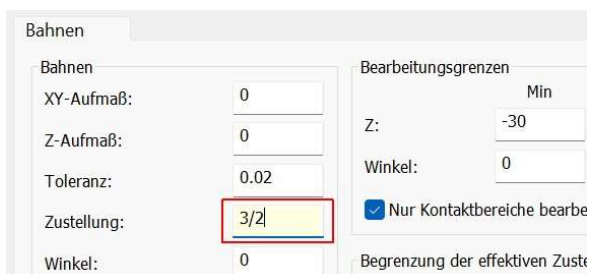 Bahnen
Bahnen
XY-Aufmaß: 0
Z-Aufmaß: 0
Toleranz: 0.02
Zustellung: 3/2
Winkel: 0
Bearbeitungsgrenzen
Min
Z: -30
Winkel: 0
Nur Kontaktbereiche bearbe
Begrenzung der effektiven Zuste